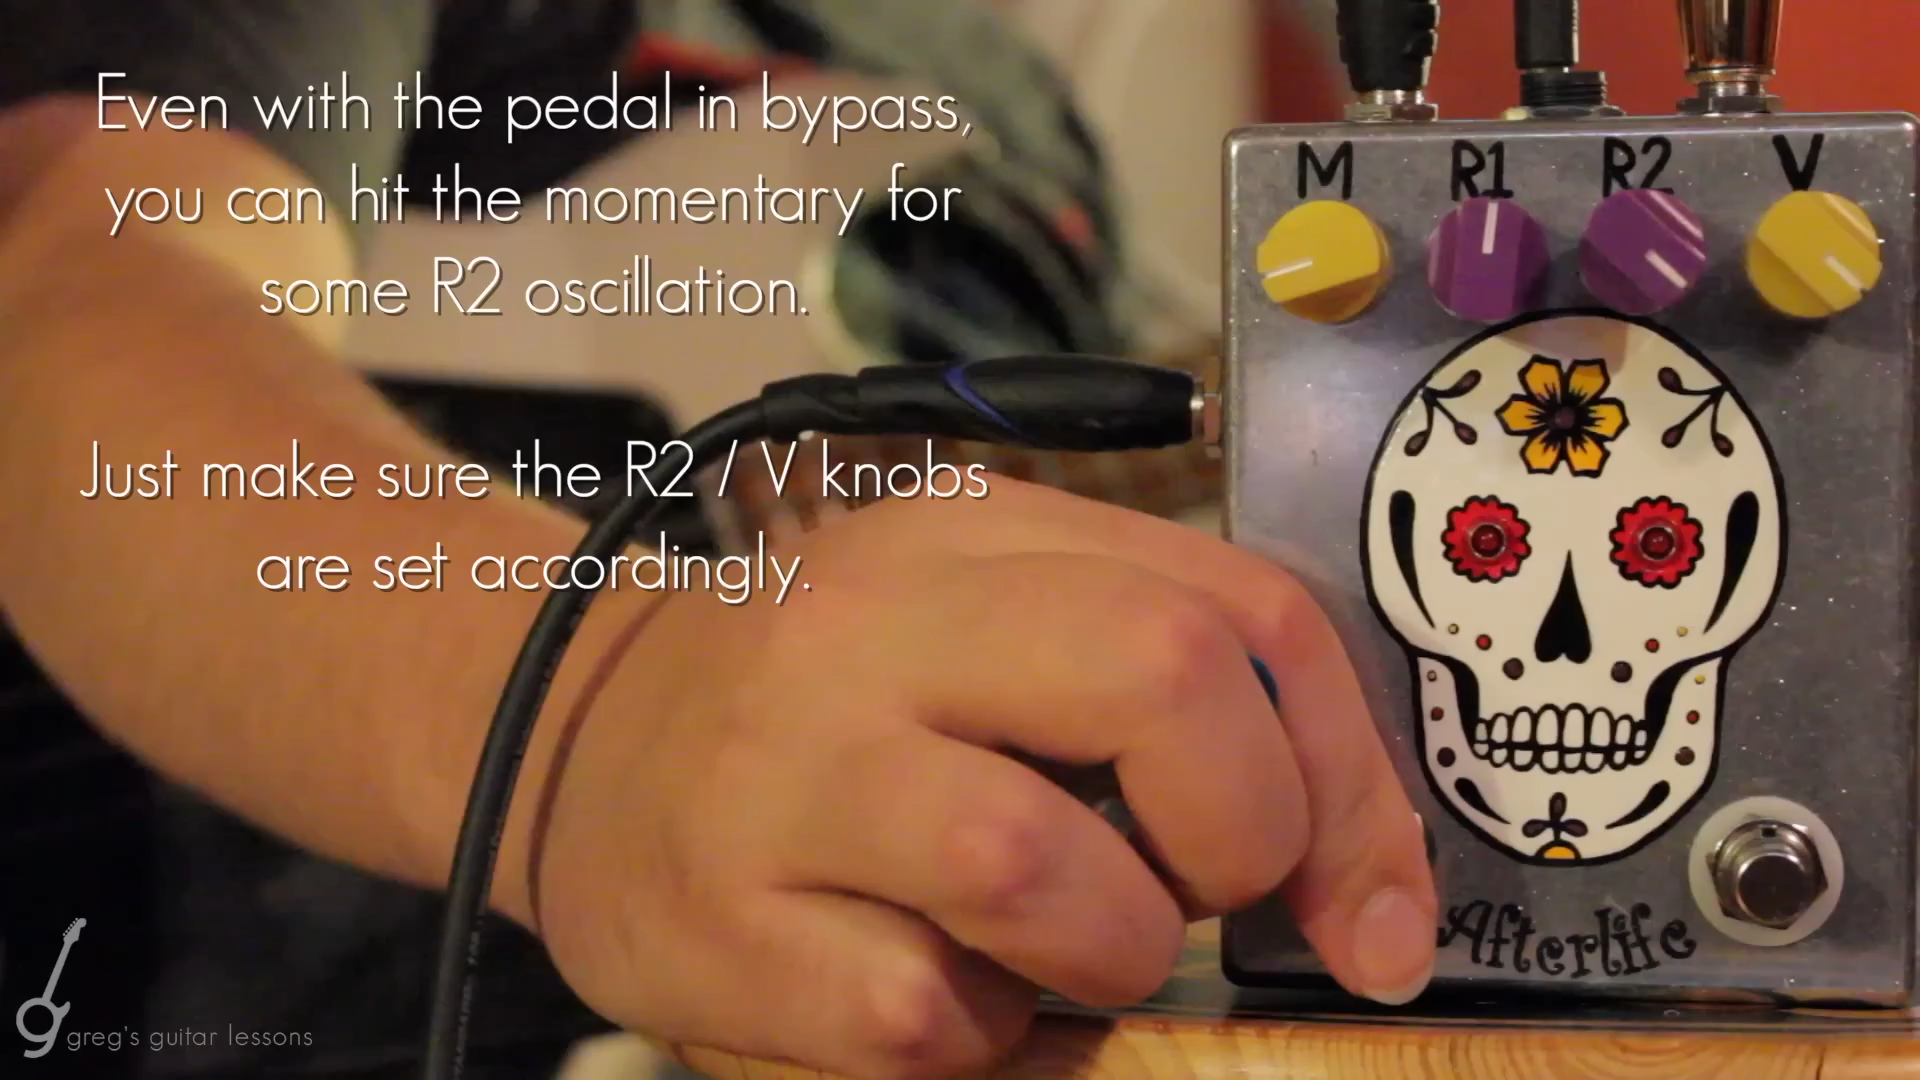 Even with the pedal in bypass,
you can hit the momentary for
some R2 oscillation.
Just make sure the R2 / V knobs
are set accordingly.
M R1 R2 V
Afterlife
greg's guitar lessons